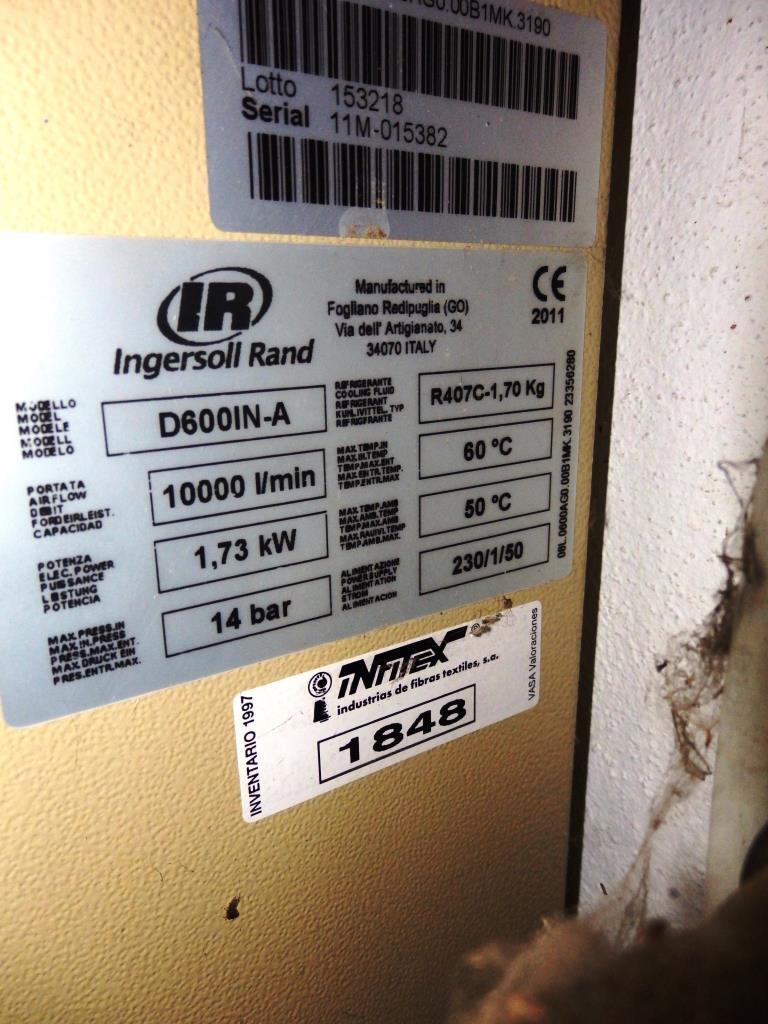 AG0.00B1MK.3190
Lotto 153218
Serial 11M-015382
IR
Ingersoll Rand
Manufactured in
Fogliano Redipuglia (GO)
Via dell' Artigianato, 34
34070 ITALY
CE
2011
MODELLO
MODEL
MODELE
MODELL
MODELO
D600IN-A
PORTATA
AIRFLOW
DEBIT
FORDEIRLEIST.
CAPACIDAD
10000 l/min
POTENZA
ELEC.POWER
PUISSANCE
LEISTUNG
POTENCIA
1,73 kW
MAX.PRESS.IN
MAX.IN.PRESS
PRESS.MAX.ENT.
MAX.DRUCK EIN
PRES.ENTR.MAX.
14 bar
REFRIGERANTE
COOLING FLUID
REFRIGERANT
KUHLMITTEL TYP
REFRIGERANTE
R407C-1,70 Kg
MAX.TEMP.IN
MAX.IN.TEMP
TEMP.MAX.ENT
MAX.EINTR.TEMP.
TEMP.ENTR.MAX
60 ºC
MAX.TEMP.AMB
MAX.AMB.TEMP
TEMP.MAX.AMB
TEMP.AMB.MAX.
50 ºC
ALIMENTAZIONE
POWER SUPPLY
ALIMENTATION
STROM
ALIMENTACION
230/1/50
08L.0600AG0.00B1MK.3190 23356280
INVENTARIO 1997
INFITEX
industrias de fibras textiles, s.a.
1848
VASA Valoraciones